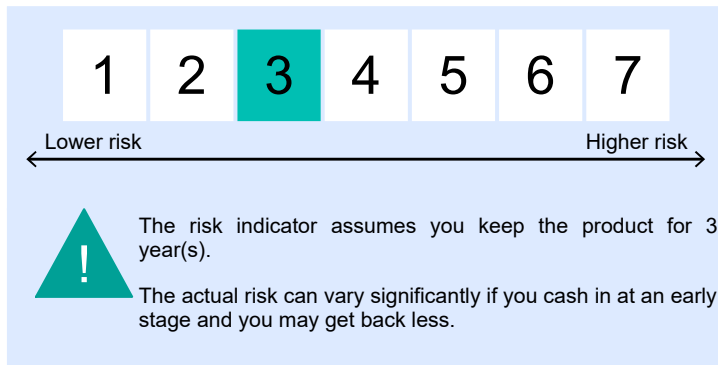 1 2 3 4 5 6 7
Lower risk Higher risk
The risk indicator assumes you keep the product for 3
year(s).
!
The actual risk can vary significantly if you cash in at an early
stage and you may get back less.